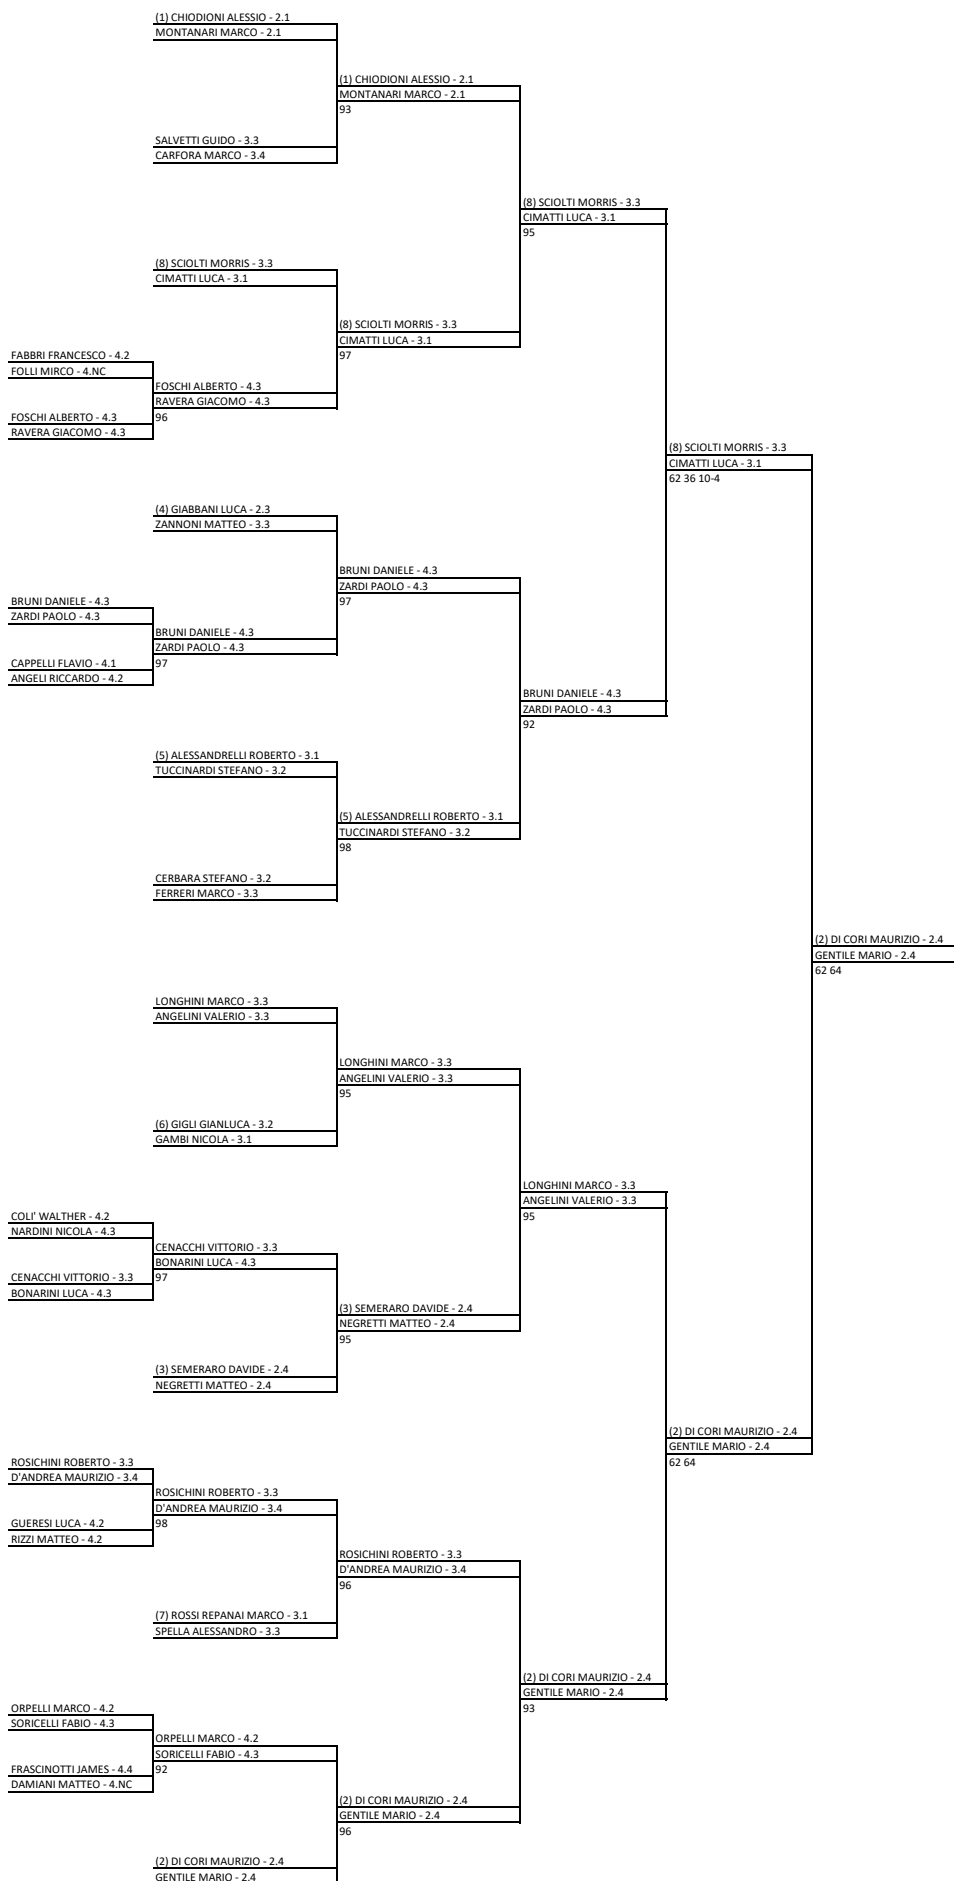 (1) CHIODIONI ALESSIO - 2.1
MONTANARI MARCO - 2.1
(1) CHIODIONI ALESSIO - 2.1
MONTANARI MARCO - 2.1
93
SALVETTI GUIDO - 3.3
CARFORA MARCO - 3.4
(8) SCIOLTI MORRIS - 3.3
CIMATTI LUCA - 3.1
95
(8) SCIOLTI MORRIS - 3.3
CIMATTI LUCA - 3.1
(8) SCIOLTI MORRIS - 3.3
CIMATTI LUCA - 3.1
97
FABBRI FRANCESCO - 4.2
FOLLI MIRCO - 4.NC
FOSCHI ALBERTO - 4.3
RAVERA GIACOMO - 4.3
96
FOSCHI ALBERTO - 4.3
RAVERA GIACOMO - 4.3
(8) SCIOLTI MORRIS - 3.3
CIMATTI LUCA - 3.1
62 36 10-4
(4) GIABBANI LUCA - 2.3
ZANNONI MATTEO - 3.3
BRUNI DANIELE - 4.3
ZARDI PAOLO - 4.3
97
BRUNI DANIELE - 4.3
ZARDI PAOLO - 4.3
BRUNI DANIELE - 4.3
ZARDI PAOLO - 4.3
97
CAPPELLI FLAVIO - 4.1
ANGELI RICCARDO - 4.2
BRUNI DANIELE - 4.3
ZARDI PAOLO - 4.3
92
(5) ALESSANDRELLI ROBERTO - 3.1
TUCCINARDI STEFANO - 3.2
(5) ALESSANDRELLI ROBERTO - 3.1
TUCCINARDI STEFANO - 3.2
98
CERBARA STEFANO - 3.2
FERRERI MARCO - 3.3
(2) DI CORI MAURIZIO - 2.4
GENTILE MARIO - 2.4
62 64
LONGHINI MARCO - 3.3
ANGELINI VALERIO - 3.3
LONGHINI MARCO - 3.3
ANGELINI VALERIO - 3.3
95
(6) GIGLI GIANLUCA - 3.2
GAMBI NICOLA - 3.1
LONGHINI MARCO - 3.3
ANGELINI VALERIO - 3.3
95
COLI' WALTHER - 4.2
NARDINI NICOLA - 4.3
CENACCHI VITTORIO - 3.3
BONARINI LUCA - 4.3
97
CENACCHI VITTORIO - 3.3
BONARINI LUCA - 4.3
(3) SEMERARO DAVIDE - 2.4
NEGRETTI MATTEO - 2.4
95
(3) SEMERARO DAVIDE - 2.4
NEGRETTI MATTEO - 2.4
(2) DI CORI MAURIZIO - 2.4
GENTILE MARIO - 2.4
62 64
ROSICHINI ROBERTO - 3.3
D'ANDREA MAURIZIO - 3.4
ROSICHINI ROBERTO - 3.3
D'ANDREA MAURIZIO - 3.4
98
GUERESI LUCA - 4.2
RIZZI MATTEO - 4.2
ROSICHINI ROBERTO - 3.3
D'ANDREA MAURIZIO - 3.4
96
(7) ROSSI REPANAI MARCO - 3.1
SPELLA ALESSANDRO - 3.3
(2) DI CORI MAURIZIO - 2.4
GENTILE MARIO - 2.4
93
ORPELLI MARCO - 4.2
SORICELLI FABIO - 4.3
ORPELLI MARCO - 4.2
SORICELLI FABIO - 4.3
92
FRASCINOTTI JAMES - 4.4
DAMIANI MATTEO - 4.NC
(2) DI CORI MAURIZIO - 2.4
GENTILE MARIO - 2.4
96
(2) DI CORI MAURIZIO - 2.4
GENTILE MARIO - 2.4